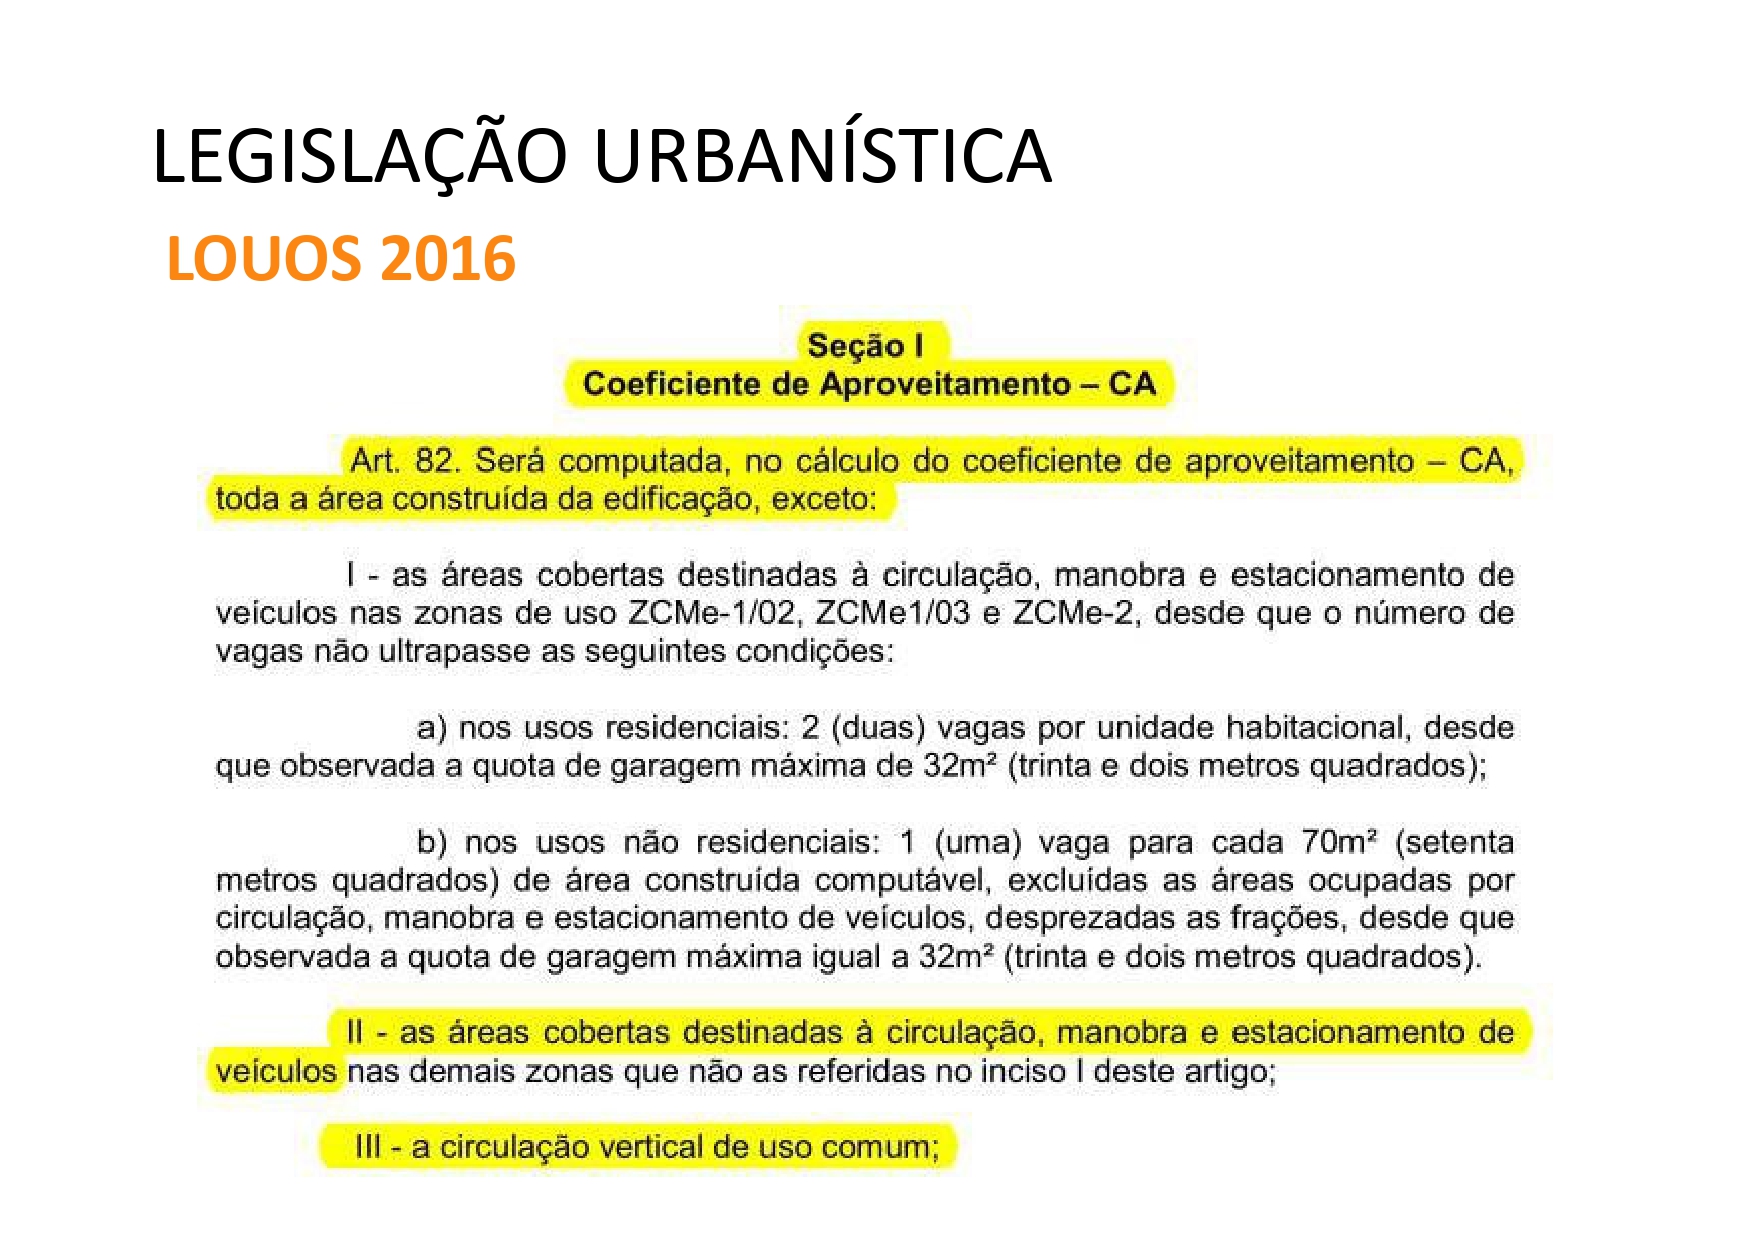 LEGISLAÇÃO URBANÍSTICA
LOUOS 2016
Seção I
Coeficiente de Aproveitamento – CA
Art. 82. Será computada, no cálculo do coeficiente de aproveitamento – CA,
toda a área construída da edificação, exceto:
I - as áreas cobertas destinadas à circulação, manobra e estacionamento de
veículos nas zonas de uso ZCMe-1/02, ZCMe1/03 e ZCMe-2, desde que o número de
vagas não ultrapasse as seguintes condições:
a) nos usos residenciais: 2 (duas) vagas por unidade habitacional, desde
que observada a quota de garagem máxima de 32m² (trinta e dois metros quadrados);
b) nos usos não residenciais: 1 (uma) vaga para cada 70m² (setenta
metros quadrados) de área construída computável, excluídas as áreas ocupadas por
circulação, manobra e estacionamento de veículos, desprezadas as frações, desde que
observada a quota de garagem máxima igual a 32m² (trinta e dois metros quadrados).
II - as áreas cobertas destinadas à circulação, manobra e estacionamento de
veículos nas demais zonas que não as referidas no inciso I deste artigo;
III - a circulação vertical de uso comum;